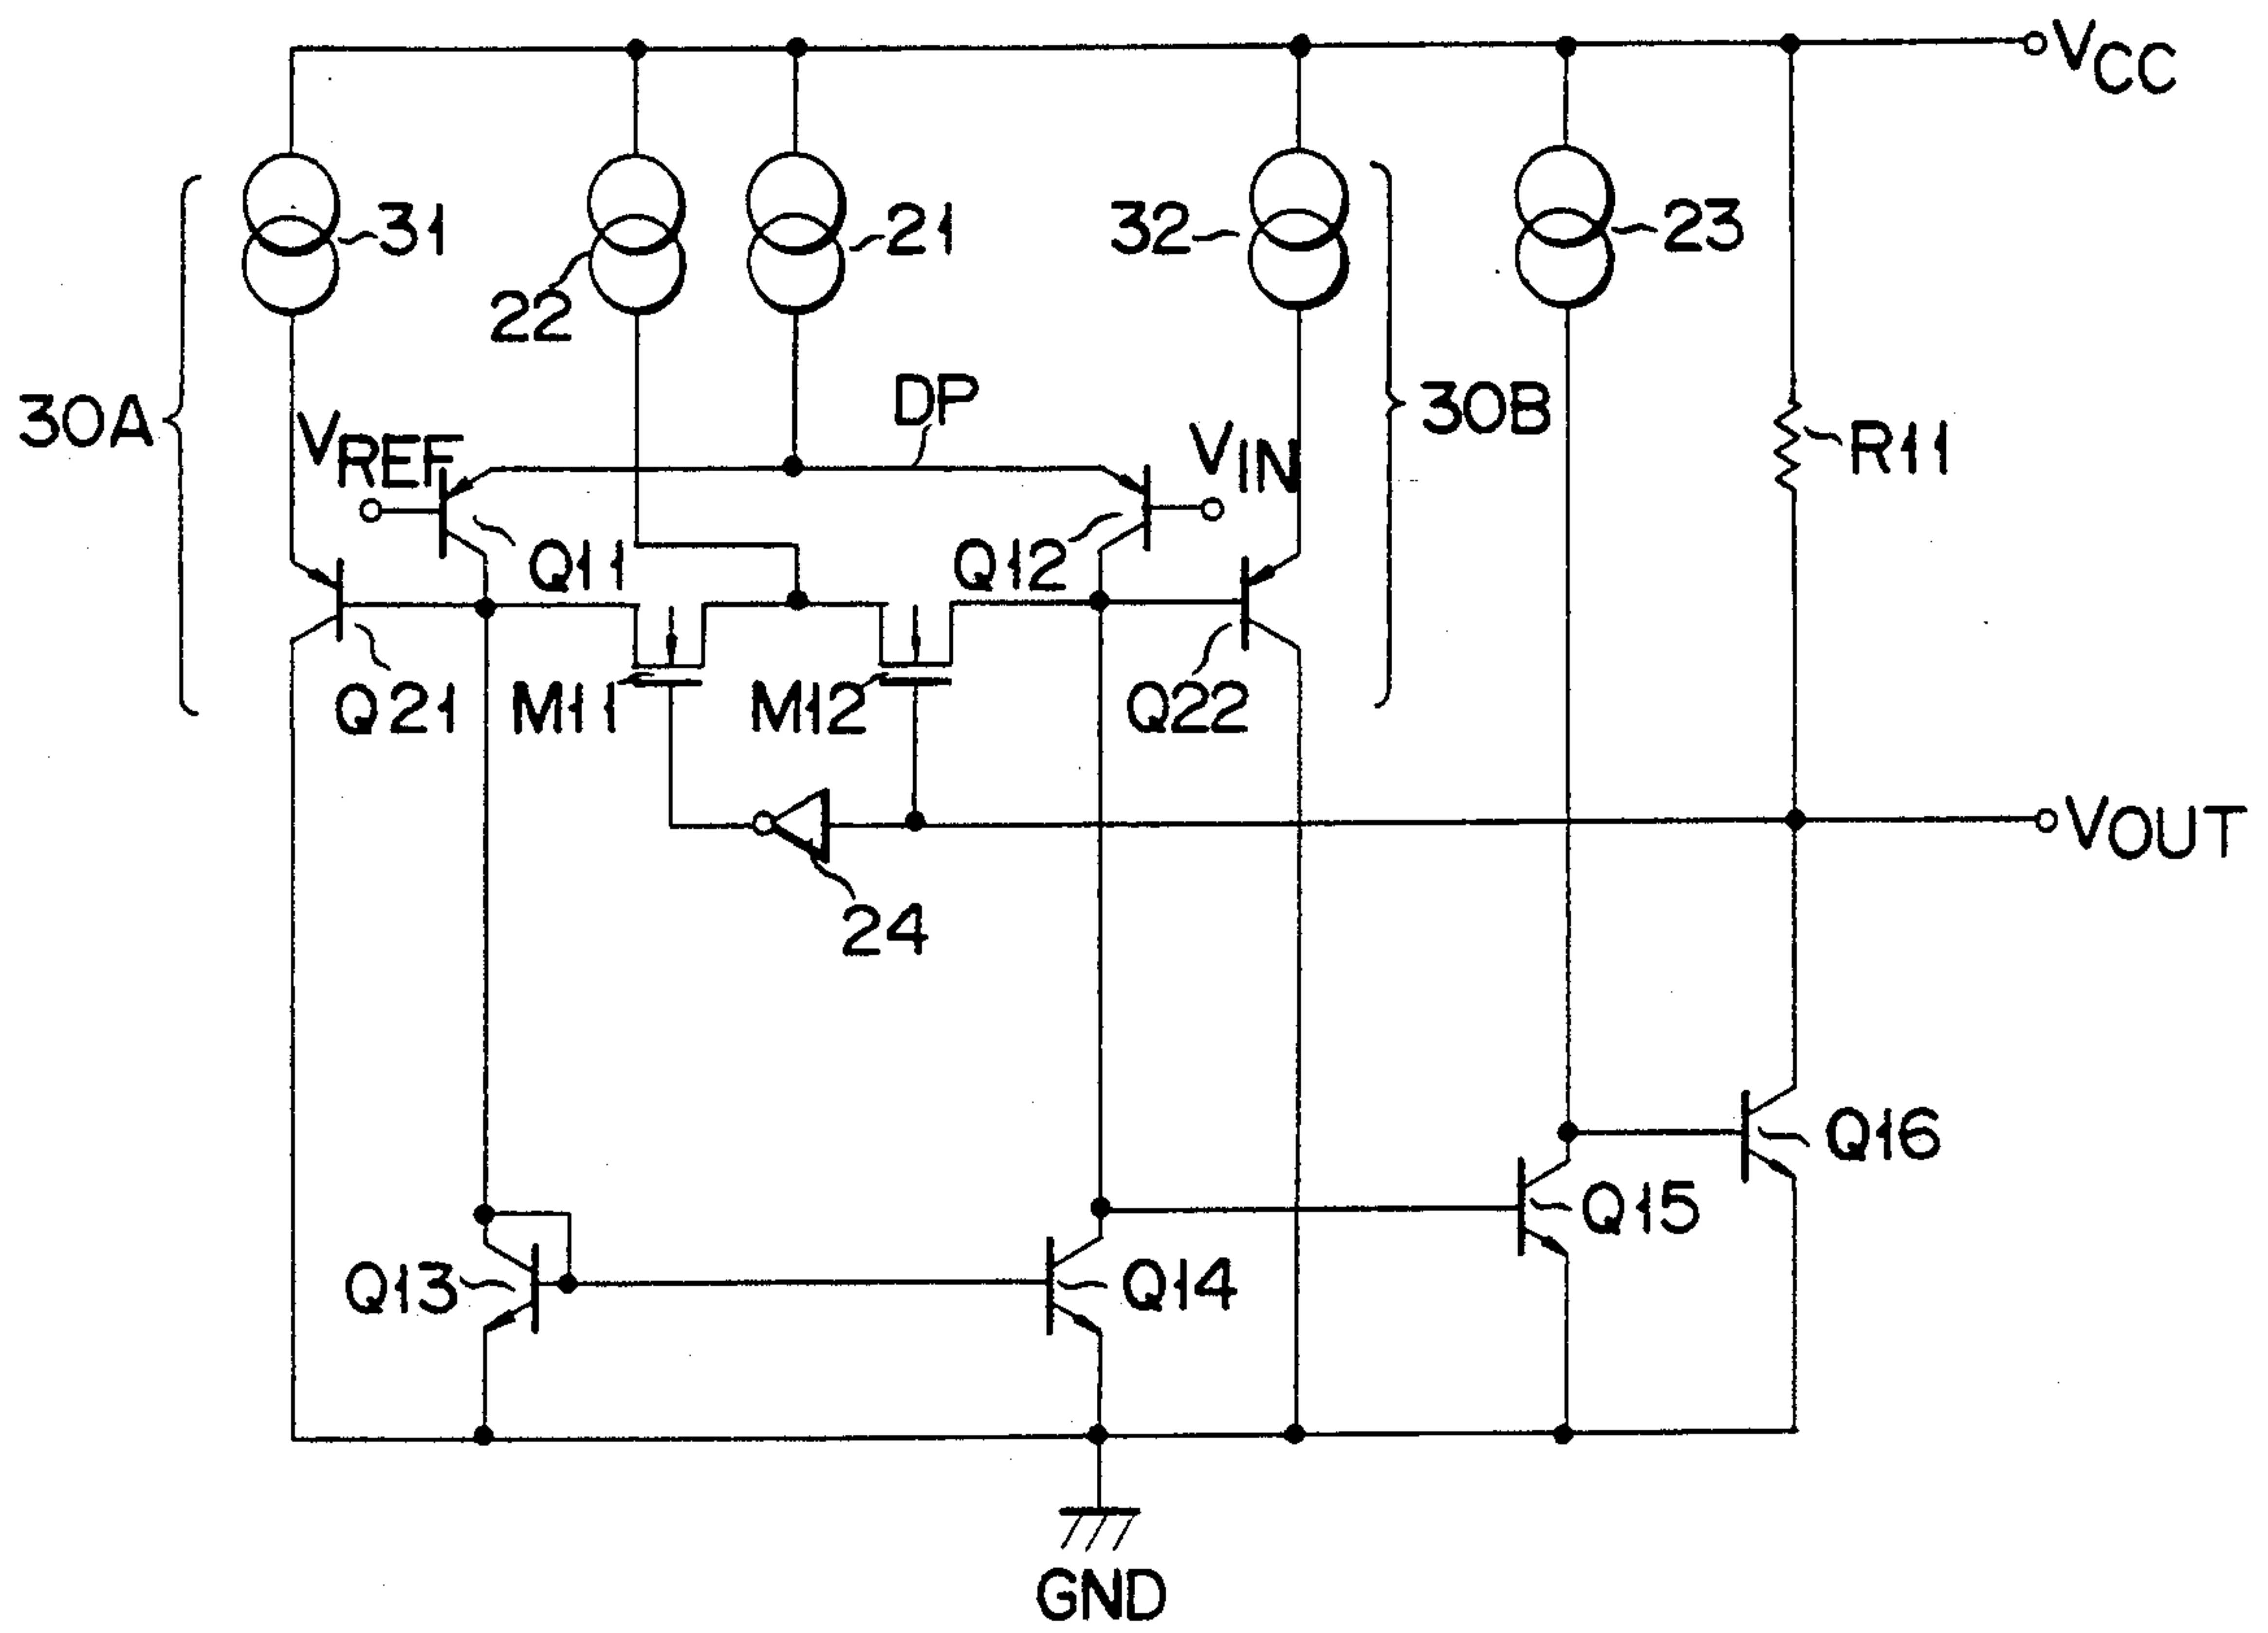 VCC
31
21
32
23
22
30A
DP
30B
VREF
VIN
R11
Q11
Q12
Q21
M11
M12
Q22
VOUT
24
Q16
Q15
Q13
Q14
GND